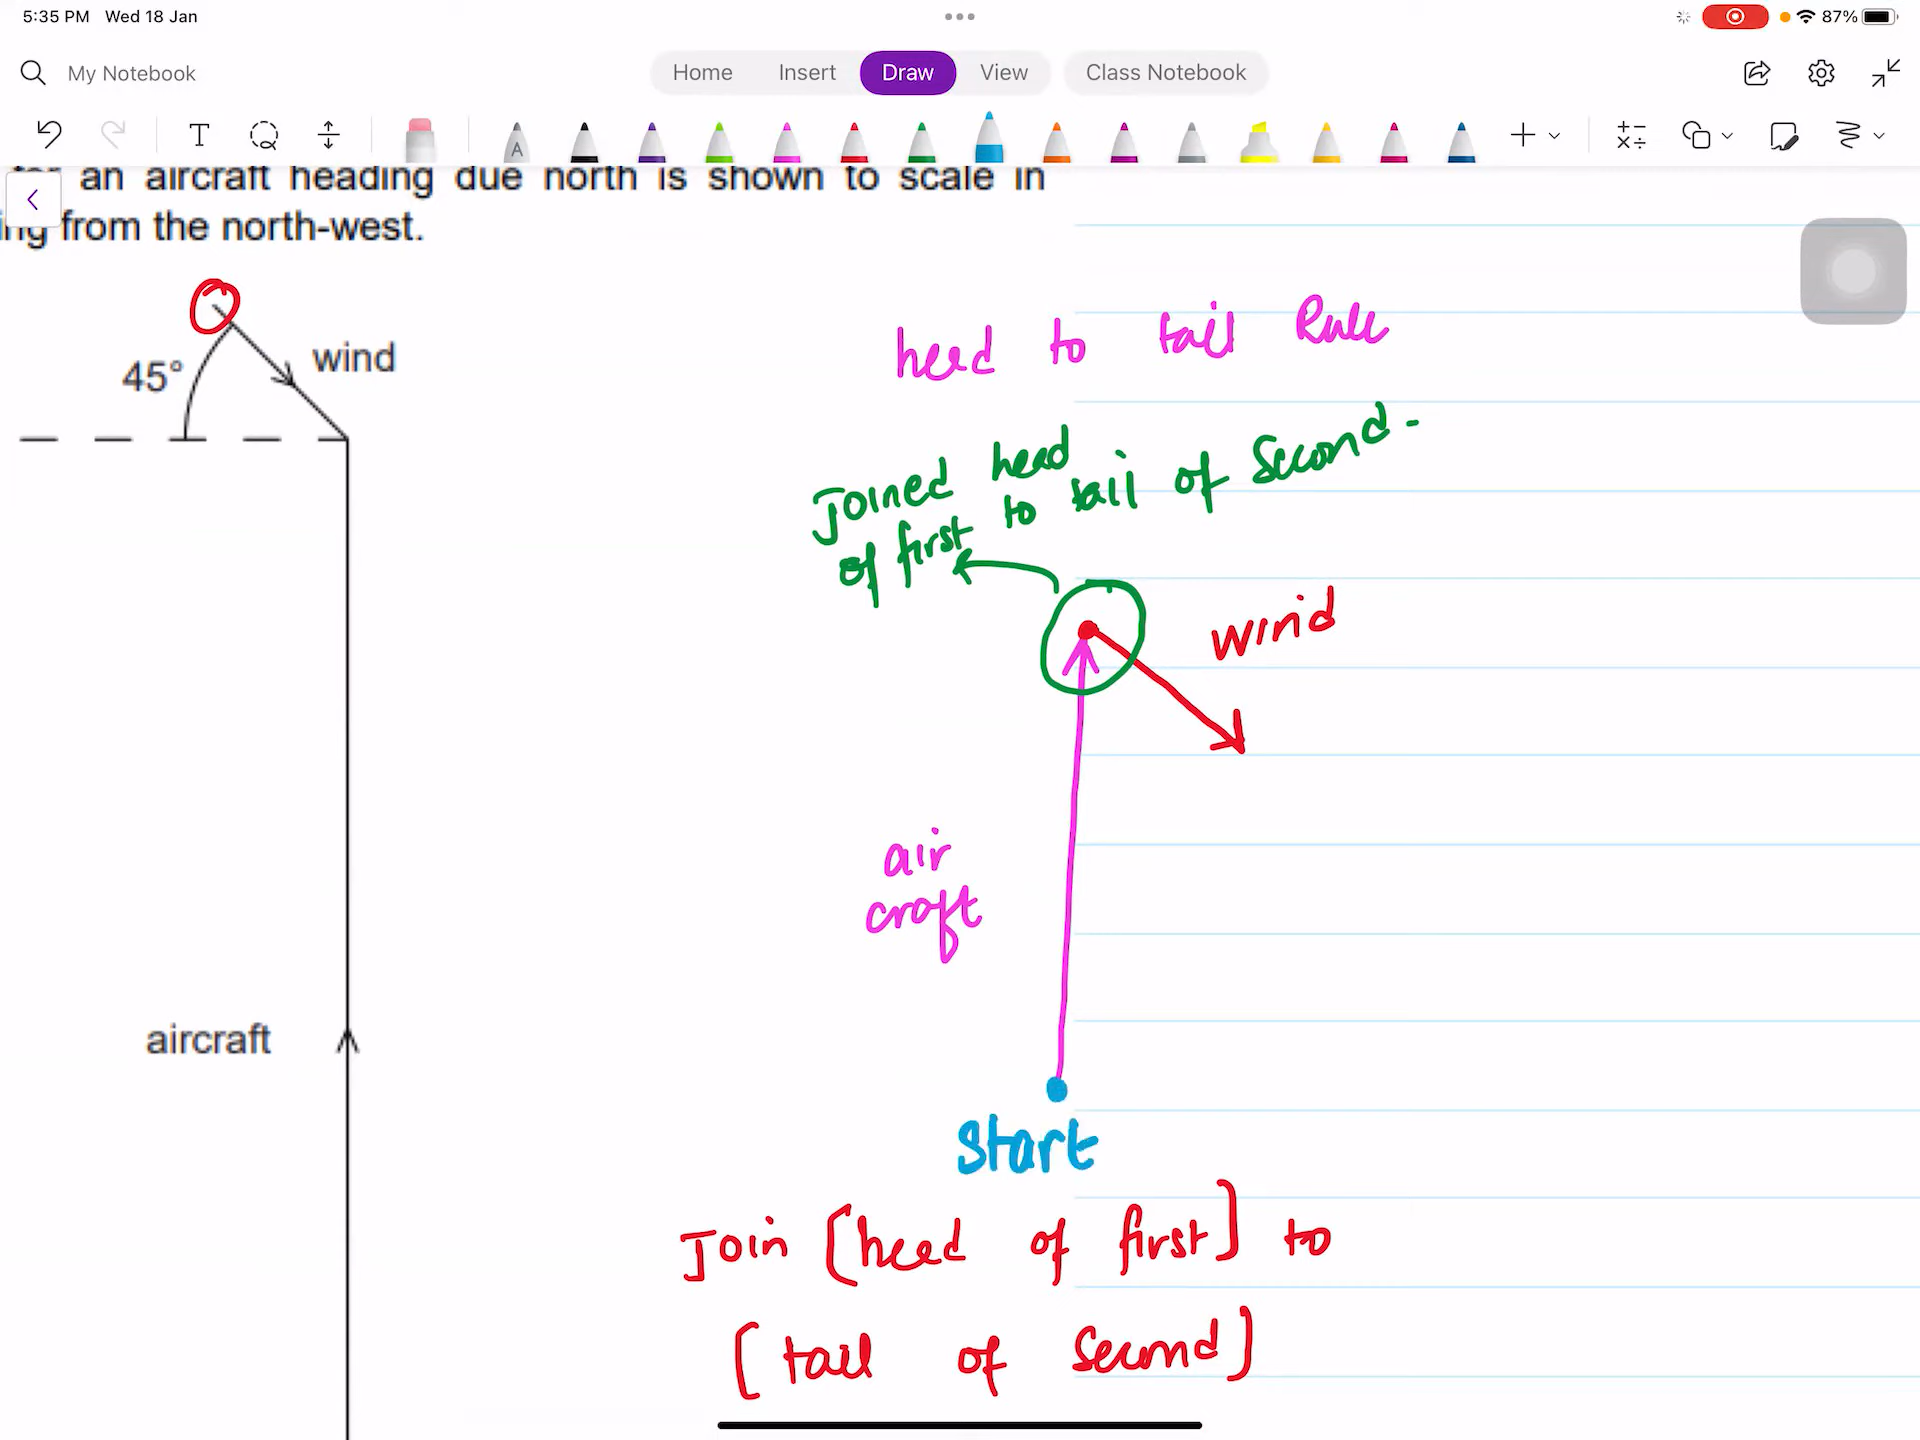 5:35 PM Wed 18 Jan
87%
My Notebook
Home Insert Draw View Class Notebook
T
A
for an aircraft heading due north is shown to scale in
ing from the north-west.
45°
wind
aircraft
head to tail Rule
Joined head
of first to tail of Second.
wind
air
craft
Start
Join [head of first] to
[tail of Second]